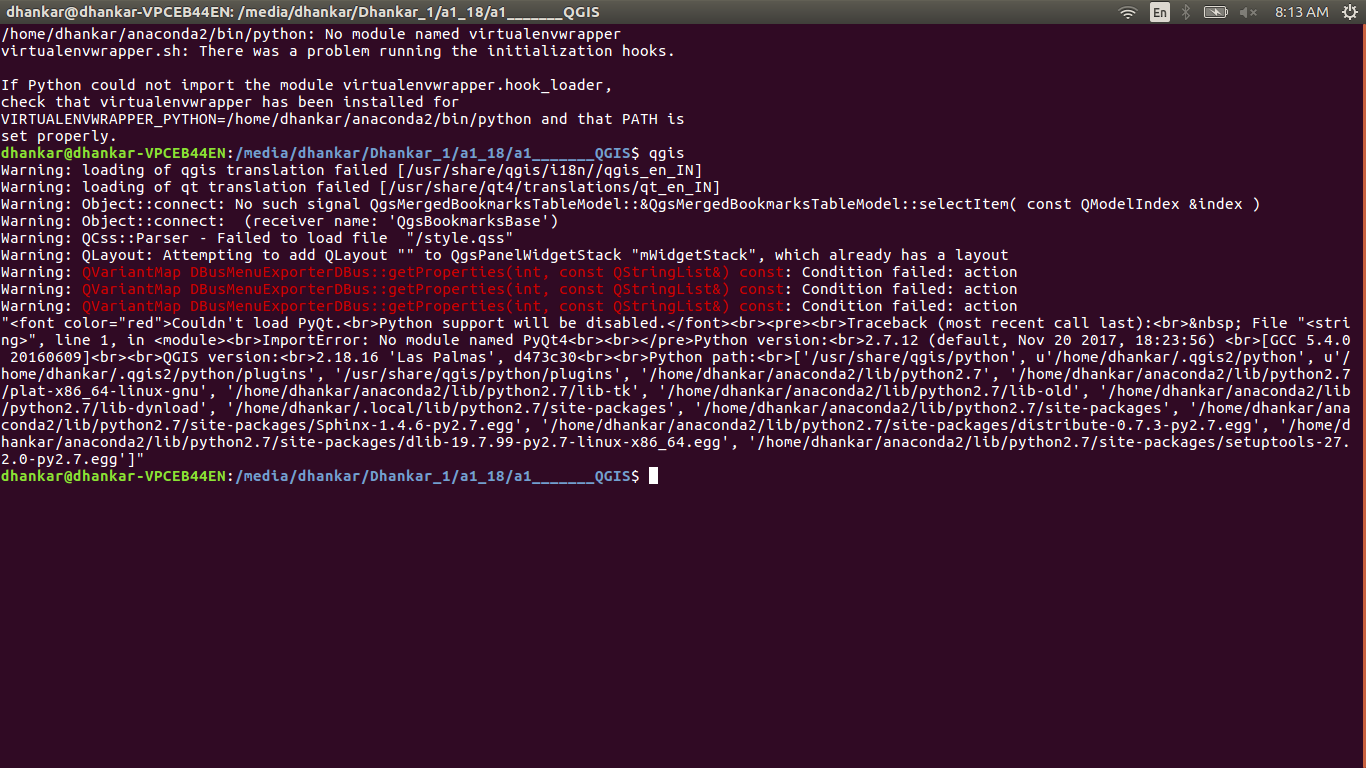 dhankar@dhankar-VPCEB44EN: /media/dhankar/Dhankar_1/a1_18/a1_______QGIS
En
8:13 AM
/home/dhankar/anaconda2/bin/python: No module named virtualenvwrapper
virtualenvwrapper.sh: There was a problem running the initialization hooks.
If Python could not import the module virtualenvwrapper.hook_loader,
check that virtualenvwrapper has been installed for
VIRTUALENVWRAPPER_PYTHON=/home/dhankar/anaconda2/bin/python and that PATH is
set properly.
dhankar@dhankar-VPCEB44EN:/media/dhankar/Dhankar_1/a1_18/a1_______QGIS$ qgis
Warning: loading of qgis translation failed [/usr/share/qgis/i18n//qgis_en_IN]
Warning: loading of qt translation failed [/usr/share/qt4/translations/qt_en_IN]
Warning: Object::connect: No such signal QgsMergedBookmarksTableModel::&QgsMergedBookmarksTableModel::selectItem( const QModelIndex &index )
Warning: Object::connect:  (receiver name: 'QgsBookmarksBase')
Warning: QCss::Parser - Failed to load file  "/style.qss"
Warning: QLayout: Attempting to add QLayout "" to QgsPanelWidgetStack "mWidgetStack", which already has a layout
Warning: QVariantMap DBusMenuExporterDBus::getProperties(int, const QStringList&) const: Condition failed: action
Warning: QVariantMap DBusMenuExporterDBus::getProperties(int, const QStringList&) const: Condition failed: action
Warning: QVariantMap DBusMenuExporterDBus::getProperties(int, const QStringList&) const: Condition failed: action
"<font color="red">Couldn't load PyQt.<br>Python support will be disabled.</font><br><pre><br>Traceback (most recent call last):<br>&nbsp; File "<stri
ng>", line 1, in <module><br>ImportError: No module named PyQt4<br><br></pre>Python version:<br>2.7.12 (default, Nov 20 2017, 18:23:56) <br>[GCC 5.4.0
 20160609]<br><br>QGIS version:<br>2.18.16 'Las Palmas', d473c30<br><br>Python path:<br>['/usr/share/qgis/python', u'/home/dhankar/.qgis2/python', u'/
home/dhankar/.qgis2/python/plugins', '/usr/share/qgis/python/plugins', '/home/dhankar/anaconda2/lib/python2.7', '/home/dhankar/anaconda2/lib/python2.7
/plat-x86_64-linux-gnu', '/home/dhankar/anaconda2/lib/python2.7/lib-tk', '/home/dhankar/anaconda2/lib/python2.7/lib-old', '/home/dhankar/anaconda2/lib
/python2.7/lib-dynload', '/home/dhankar/.local/lib/python2.7/site-packages', '/home/dhankar/anaconda2/lib/python2.7/site-packages', '/home/dhankar/ana
conda2/lib/python2.7/site-packages/Sphinx-1.4.6-py2.7.egg', '/home/dhankar/anaconda2/lib/python2.7/site-packages/distribute-0.7.3-py2.7.egg', '/home/d
hankar/anaconda2/lib/python2.7/site-packages/dlib-19.7.99-py2.7-linux-x86_64.egg', '/home/dhankar/anaconda2/lib/python2.7/site-packages/setuptools-27.
2.0-py2.7.egg']"
dhankar@dhankar-VPCEB44EN:/media/dhankar/Dhankar_1/a1_18/a1_______QGIS$